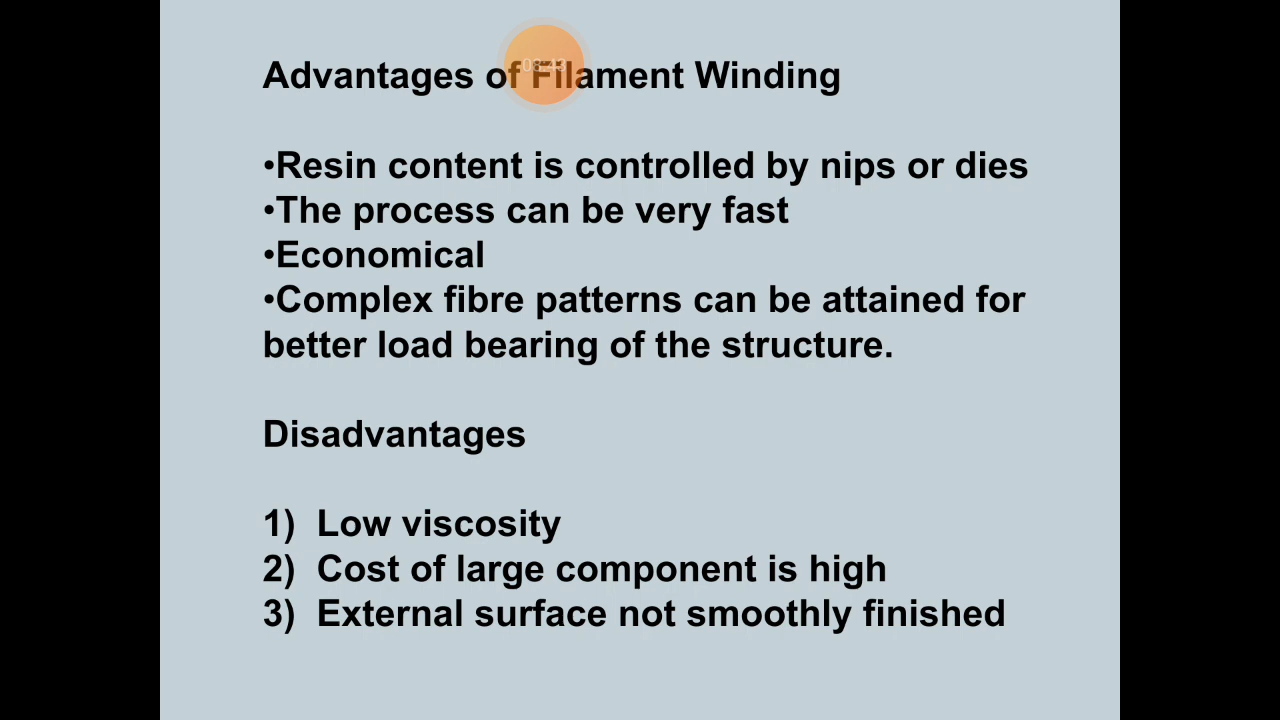 Advantages of Filament Winding
•Resin content is controlled by nips or dies
•The process can be very fast
•Economical
•Complex fibre patterns can be attained for
better load bearing of the structure.
Disadvantages
1) Low viscosity
2) Cost of large component is high
3) External surface not smoothly finished